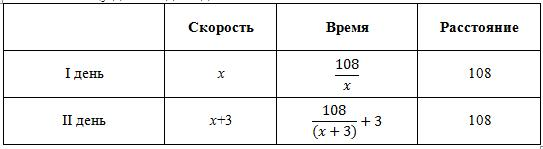 Скорость Время Расстояние
I день x 108/x 108
II день x+3 108/(x + 3) + 3 108